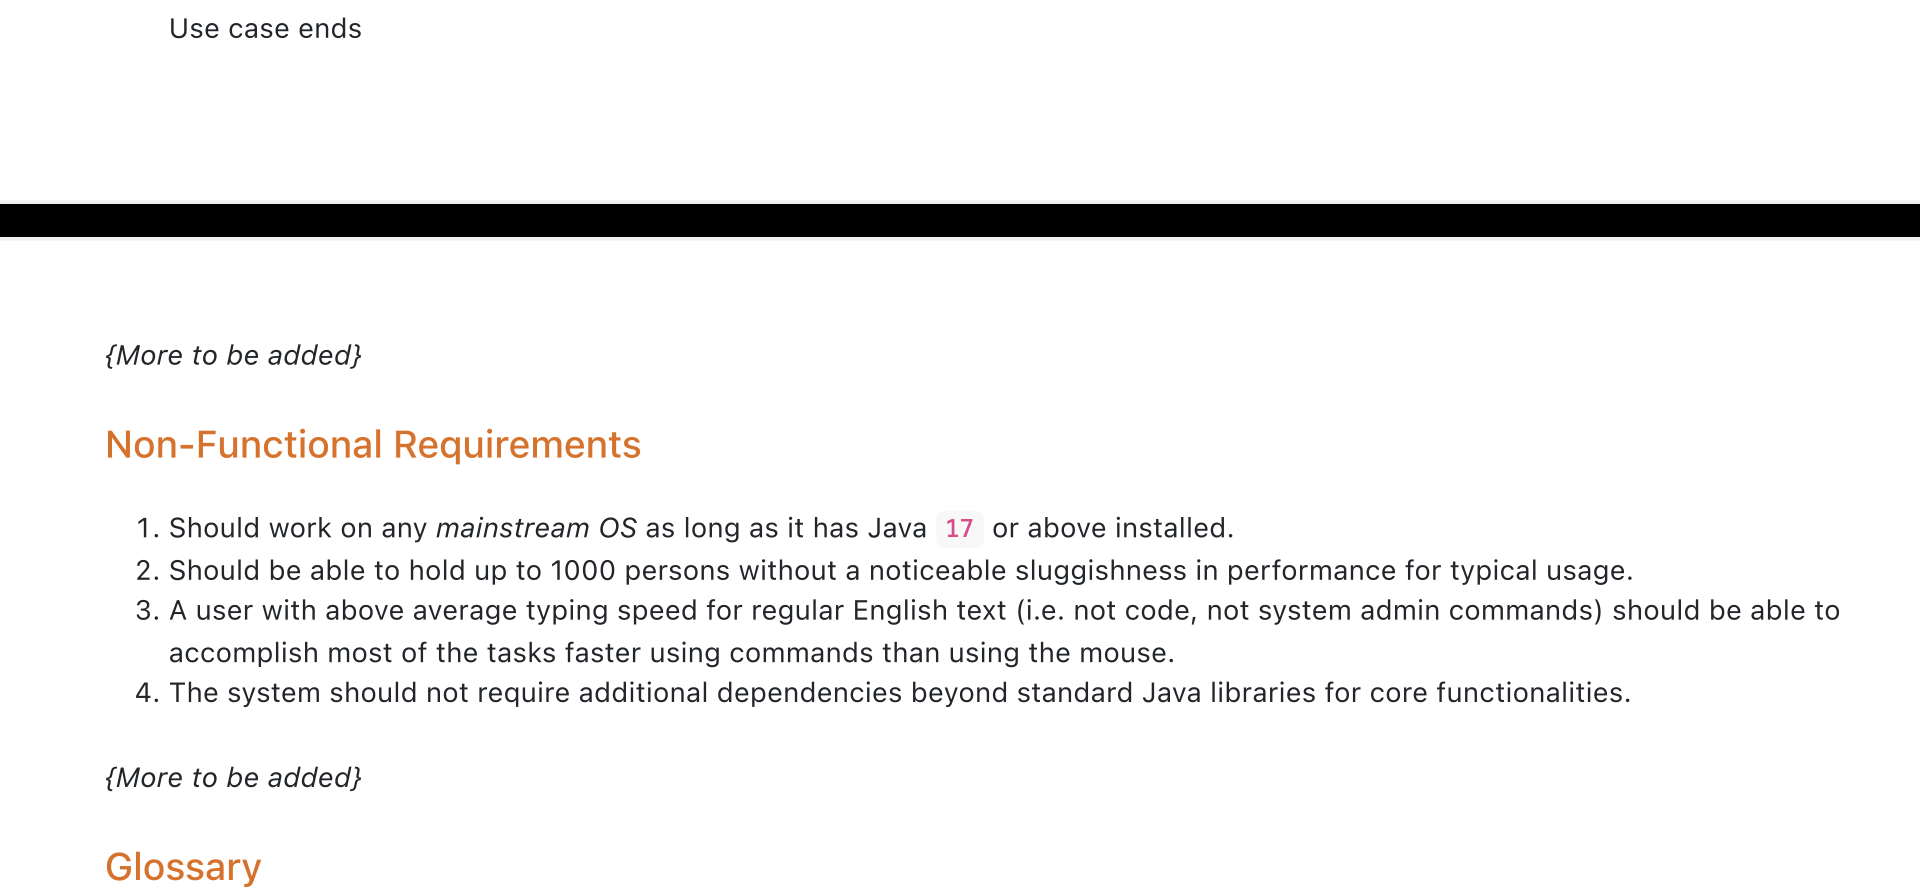 Use case ends
{More to be added}
Non-Functional Requirements
1. Should work on any mainstream OS as long as it has Java 17 or above installed.
2. Should be able to hold up to 1000 persons without a noticeable sluggishness in performance for typical usage.
3. A user with above average typing speed for regular English text (i.e. not code, not system admin commands) should be able to
accomplish most of the tasks faster using commands than using the mouse.
4. The system should not require additional dependencies beyond standard Java libraries for core functionalities.
{More to be added}
Glossary